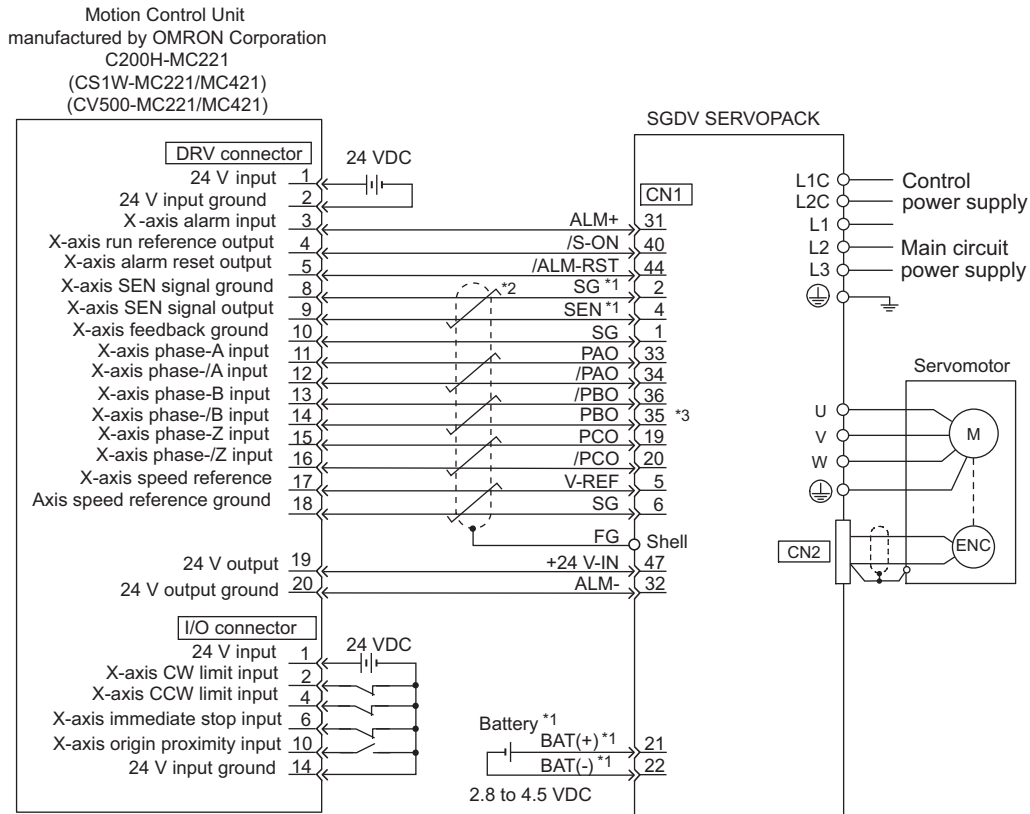 Motion Control Unit
manufactured by OMRON Corporation
C200H-MC221
(CS1W-MC221/MC421)
(CV500-MC221/MC421)
SGDV SERVOPACK
DRV connector
24 VDC
24 V input 1
24 V input ground 2
X-axis alarm input 3 ALM+ 31
X-axis run reference output 4 /S-ON 40
X-axis alarm reset output 5 /ALM-RST 44
X-axis SEN signal ground 8 *2 SG *1 2
X-axis SEN signal output 9 SEN *1 4
X-axis feedback ground 10 SG 1
X-axis phase-A input 11 PAO 33
X-axis phase-/A input 12 /PAO 34
X-axis phase-B input 13 /PBO 36
X-axis phase-/B input 14 PBO 35 *3
X-axis phase-Z input 15 PCO 19
X-axis phase-/Z input 16 /PCO 20
X-axis speed reference 17 V-REF 5
Axis speed reference ground 18 SG 6
FG Shell
24 V output 19 +24 V-IN 47
24 V output ground 20 ALM- 32
CN1
L1C
L2C
Control
power supply
L1
L2
L3
Main circuit
power supply
Servomotor
U
V
W
M
CN2
ENC
I/O connector
24 VDC
24 V input 1
X-axis CW limit input 2
X-axis CCW limit input 4
X-axis immediate stop input 6
X-axis origin proximity input 10
24 V input ground 14
Battery *1
BAT(+) *1 21
BAT(-) *1 22
2.8 to 4.5 VDC